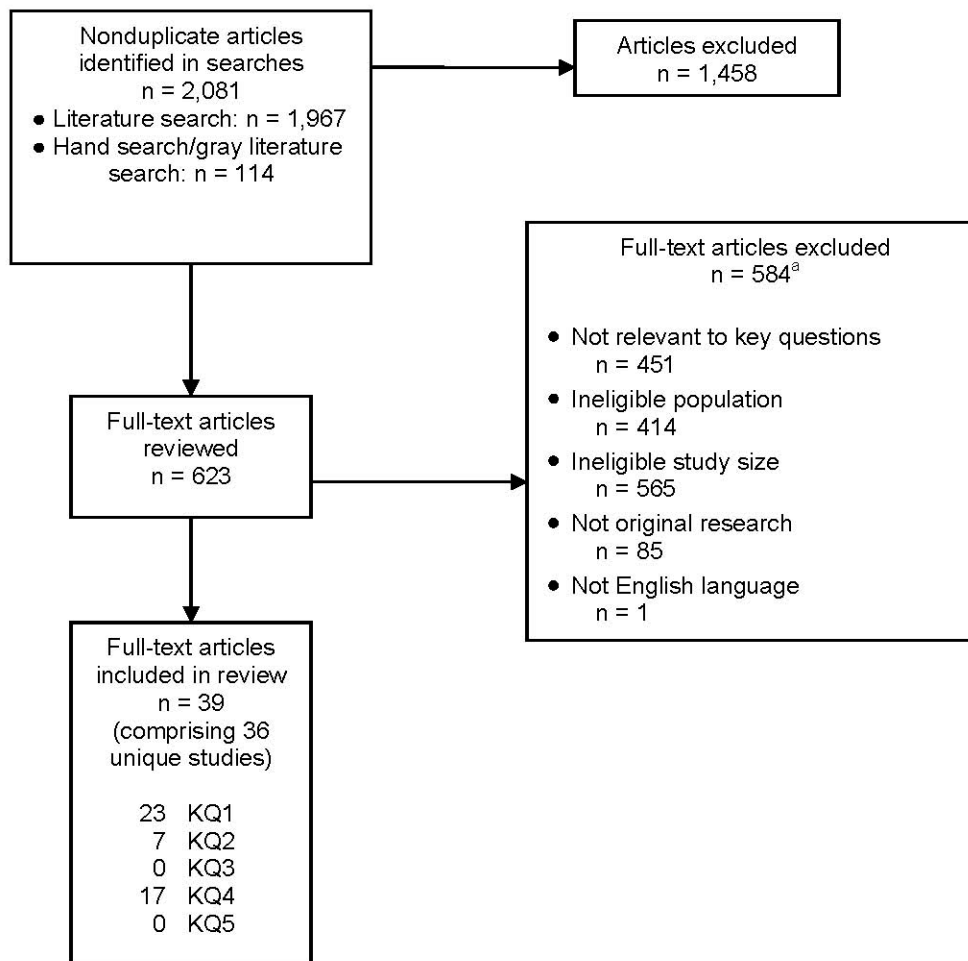 Nonduplicate articles
identified in searches
n = 2,081
● Literature search: n = 1,967
● Hand search/gray literature
search: n = 114
Articles excluded
n = 1,458
Full-text articles excluded
n = 584ª
● Not relevant to key questions
n = 451
● Ineligible population
n = 414
● Ineligible study size
n = 565
● Not original research
n = 85
● Not English language
n = 1
Full-text articles
reviewed
n = 623
Full-text articles
included in review
n = 39
(comprising 36
unique studies)
23 KQ1
7 KQ2
0 KQ3
17 KQ4
0 KQ5